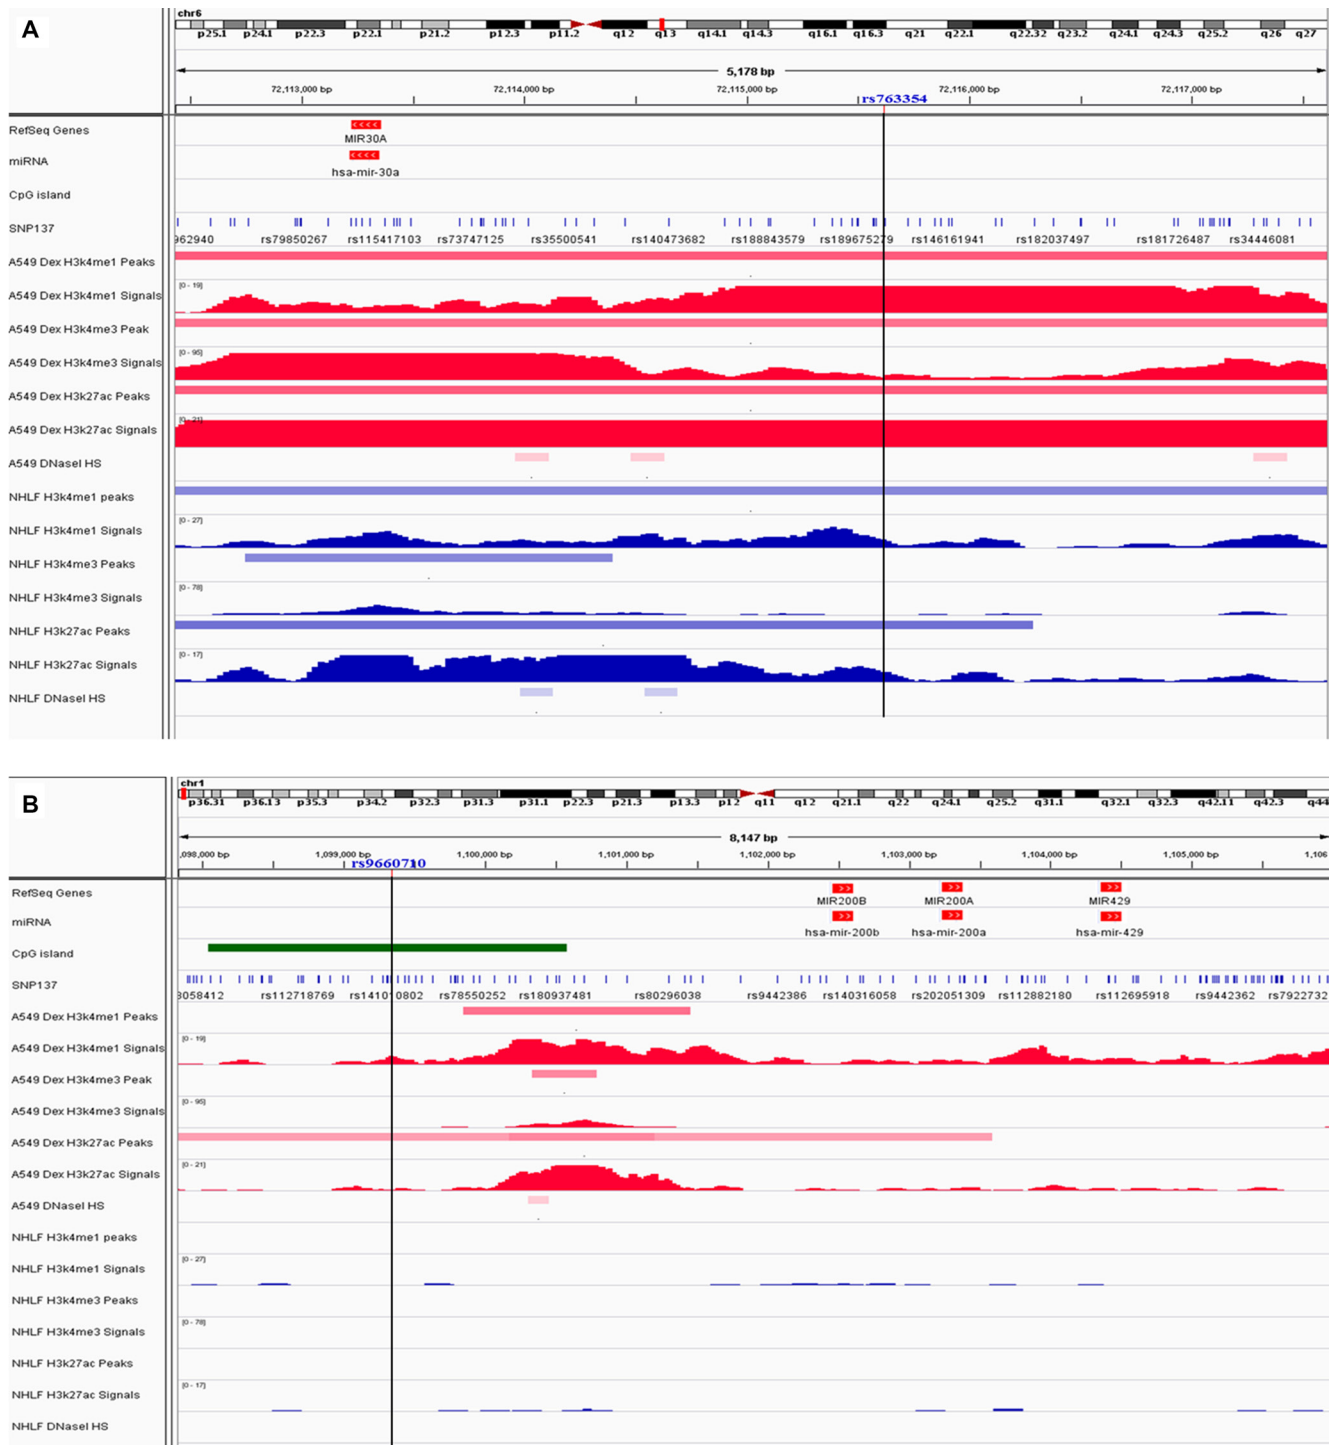 A
chr6
p25.1 p24.1 p22.3 p22.1 p21.2 p12.3 p11.2 q12 q13 q14.1 q14.3 q16.1 q16.3 q21 q22.1 q22.32 q23.2 q24.1 q24.3 q25.2 q26 q27
5,178 bp
72,113,000 bp 72,114,000 bp 72,115,000 bp 72,116,000 bp 72,117,000 bp
rs763354
RefSeq Genes
MIR30A
miRNA
hsa-mir-30a
CpG island
SNP137
962940 rs79850267 rs115417103 rs73747125 rs35500541 rs140473682 rs188843579 rs189675279 rs146161941 rs182037497 rs181726487 rs34446081
A549 Dex H3k4me1 Peaks
A549 Dex H3k4me1 Signals [0 - 19]
A549 Dex H3k4me3 Peak
A549 Dex H3k4me3 Signals [0 - 95]
A549 Dex H3k27ac Peaks
A549 Dex H3k27ac Signals [0 - 21]
A549 DNaseI HS
NHLF H3k4me1 peaks
NHLF H3k4me1 Signals [0 - 27]
NHLF H3k4me3 Peaks
NHLF H3k4me3 Signals [0 - 78]
NHLF H3k27ac Peaks
NHLF H3k27ac Signals [0 - 17]
NHLF DNaseI HS
B
chr1
p36.31 p36.13 p35.3 p34.2 p32.3 p31.3 p31.1 p22.3 p21.3 p13.3 p12 q11 q12 q21.1 q22 q24.1 q25.2 q31.1 q32.1 q32.3 q42.11 q42.3 q44
8,147 bp
,098,000 bp 1,099,000 bp 1,100,000 bp 1,101,000 bp 1,102,000 bp 1,103,000 bp 1,104,000 bp 1,105,000 bp 1,106
rs9660710
RefSeq Genes
MIR200B MIR200A MIR429
miRNA
hsa-mir-200b hsa-mir-200a hsa-mir-429
CpG island
SNP137
3058412 rs112718769 rs141010802 rs78550252 rs180937481 rs80296038 rs9442386 rs140316058 rs202051309 rs112882180 rs112695918 rs9442362 rs7922732
A549 Dex H3k4me1 Peaks
A549 Dex H3k4me1 Signals [0 - 19]
A549 Dex H3k4me3 Peak
A549 Dex H3k4me3 Signals [0 - 95]
A549 Dex H3k27ac Peaks
A549 Dex H3k27ac Signals [0 - 21]
A549 DNaseI HS
NHLF H3k4me1 peaks
NHLF H3k4me1 Signals [0 - 27]
NHLF H3k4me3 Peaks
NHLF H3k4me3 Signals [0 - 78]
NHLF H3k27ac Peaks
NHLF H3k27ac Signals [0 - 17]
NHLF DNaseI HS